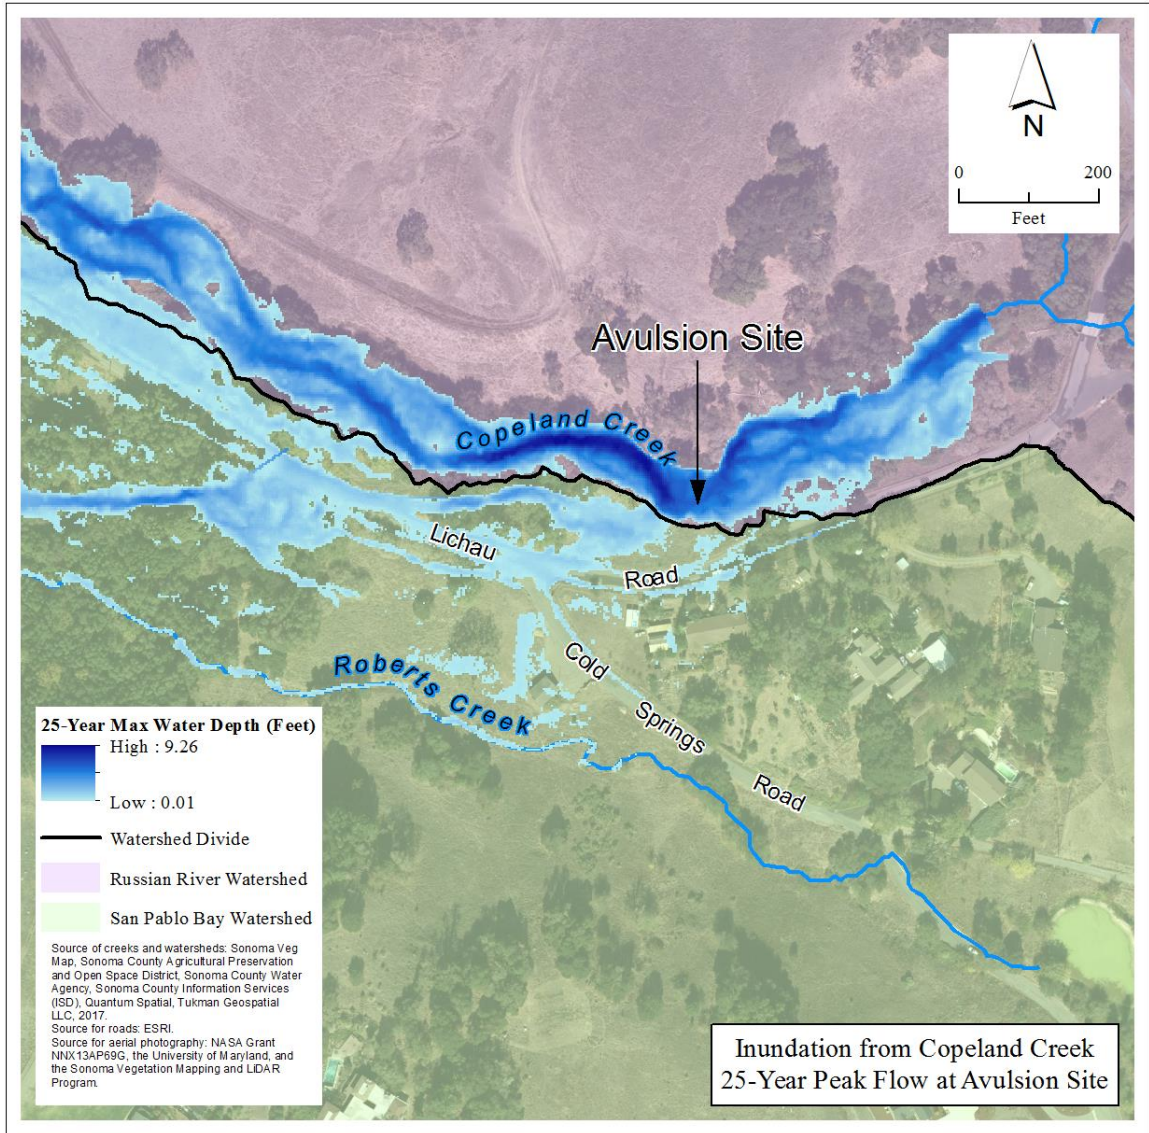 N
0 200
Feet
Avulsion Site
Copeland Creek
Lichau
Road
Cold
Springs
Road
Roberts Creek
25-Year Max Water Depth (Feet)
High : 9.26
Low : 0.01
Watershed Divide
Russian River Watershed
San Pablo Bay Watershed
Source of creeks and watersheds: Sonoma Veg
Map, Sonoma County Agricultural Preservation
and Open Space District, Sonoma County Water
Agency, Sonoma County Information Services
(ISD), Quantum Spatial, Tukman Geospatial
LLC, 2017.
Source for roads: ESRI.
Source for aerial photography: NASA Grant
NNX13AP69G, the University of Maryland, and
the Sonoma Vegetation Mapping and LiDAR
Program.
Inundation from Copeland Creek
25-Year Peak Flow at Avulsion Site